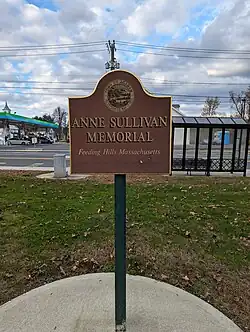 ANNE SULLIVAN
MEMORIAL
Feeding Hills Massachusetts